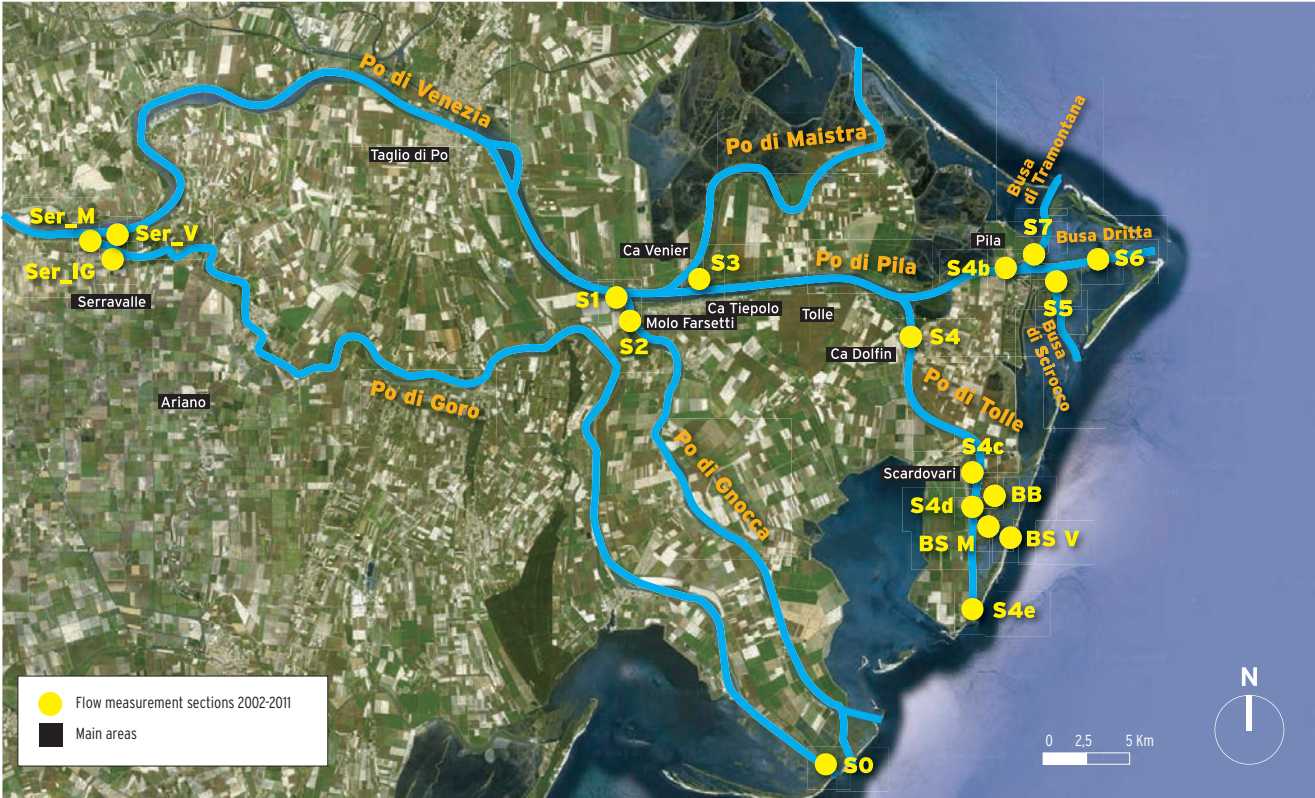 Po di Venezia
Po di Maistra
Busa
di Tramontana
Taglio di Po
Ser_M
Ser_V
Ser_IG
Serravalle
Ca Venier
S3
Po di Pila
Pila
S7
Busa Dritta
S4b
S6
S5
Busa
di Scirocco
S1
S2
Molo Farsetti
Ca Tiepolo
Tolle
S4
Ca Dolfin
Po di Goro
Ariano
Po di Tolle
Po di Gnocca
S4c
Scardovari
BB
S4d
BS M
BS V
S4e
S0
Flow measurement sections 2002-2011
Main areas
0 2,5 5 Km
N